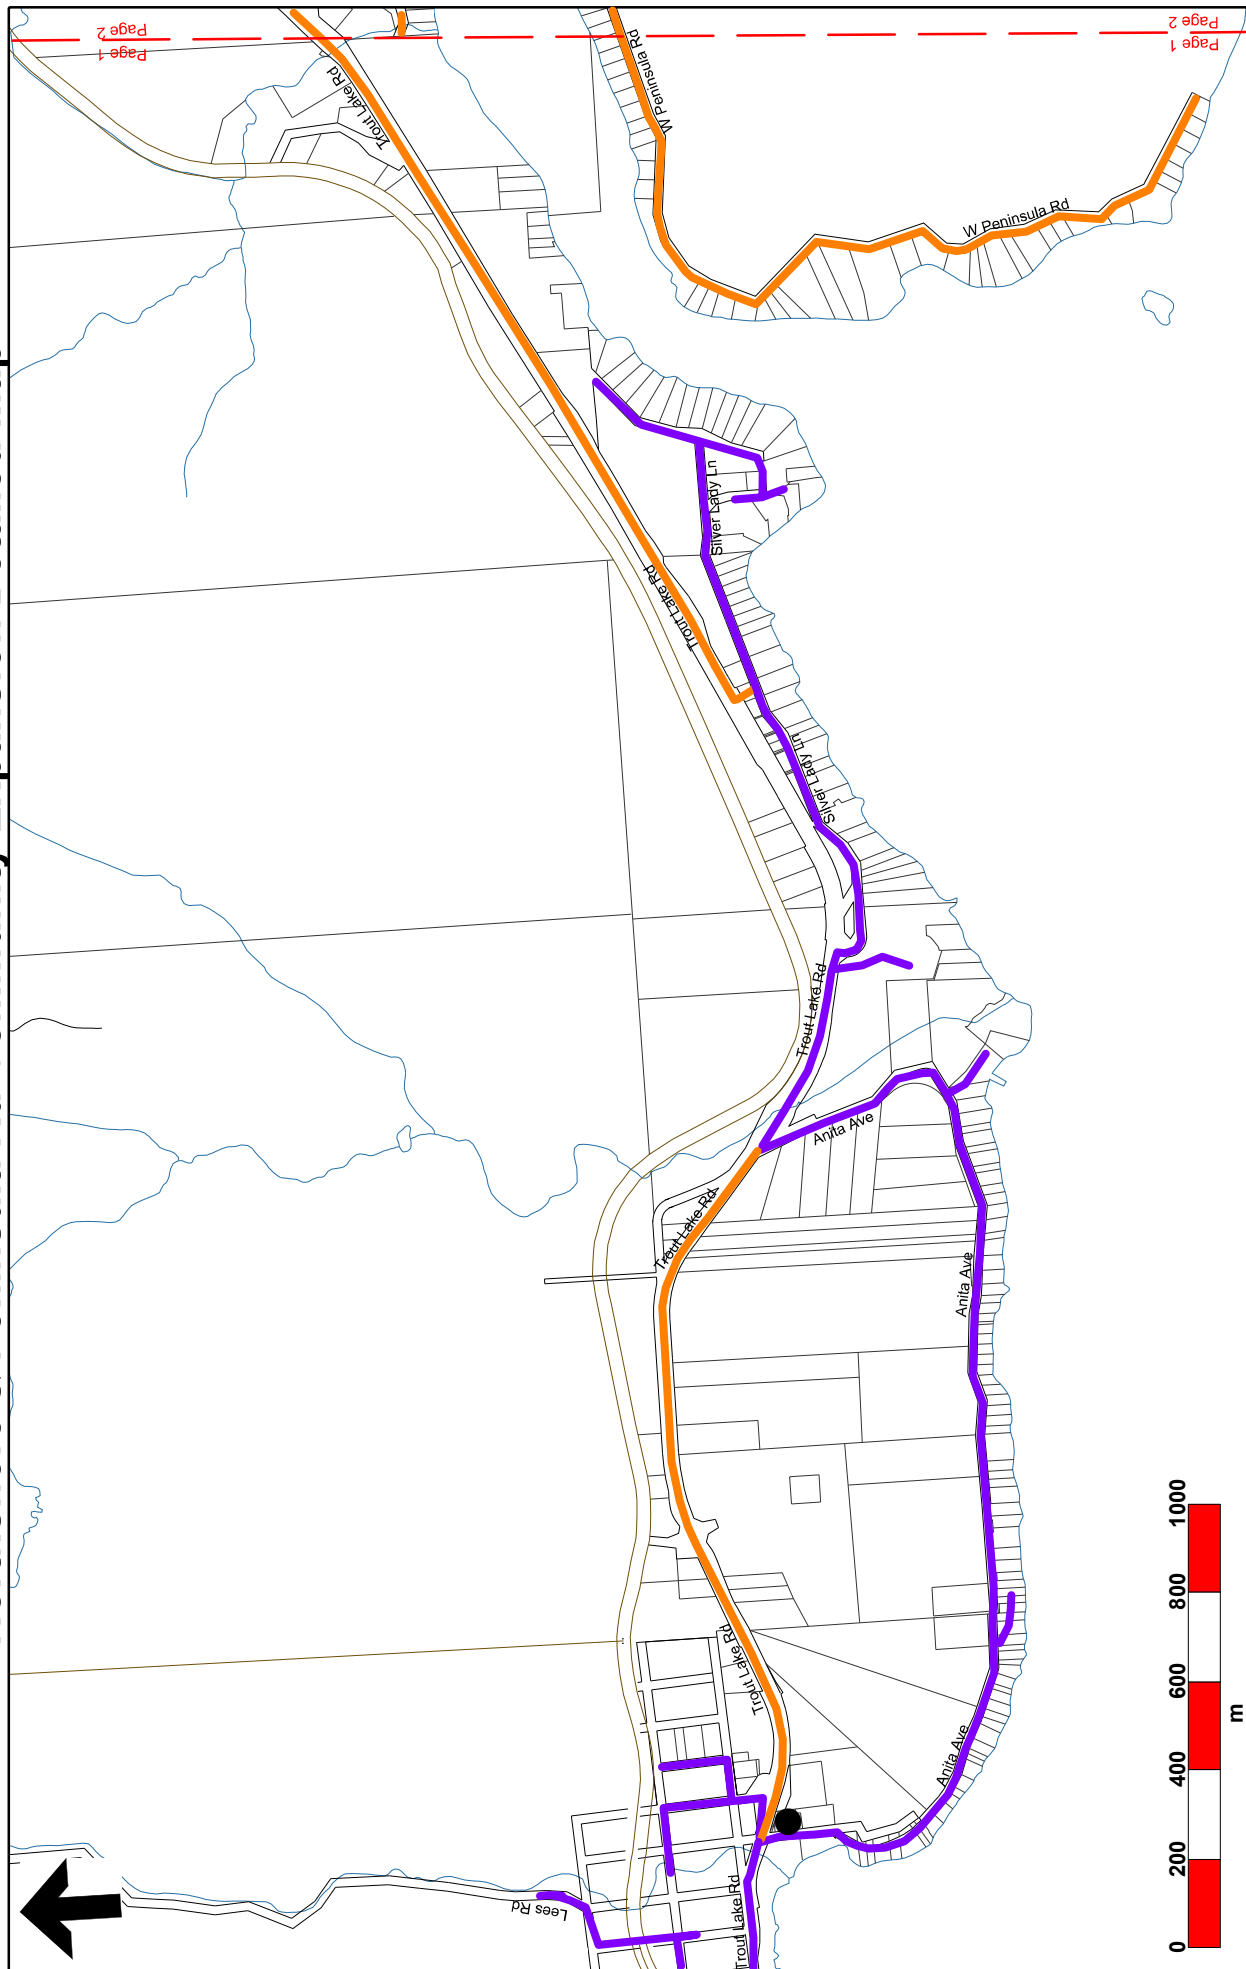 Page 2
Page 1
Page 2
Page 1
Trout Lake Rd
W Peninsula Rd
W Peninsula Rd
Silver Lady Ln
Trout Lake Rd
Silver Lady Ln
Trout Lake Rd
Anita Ave
Trout Lake Rd
Anita Ave
Trout Lake Rd
Anita Ave
Lees Rd
Trout Lake Rd
0 200 400 600 800 1000
m